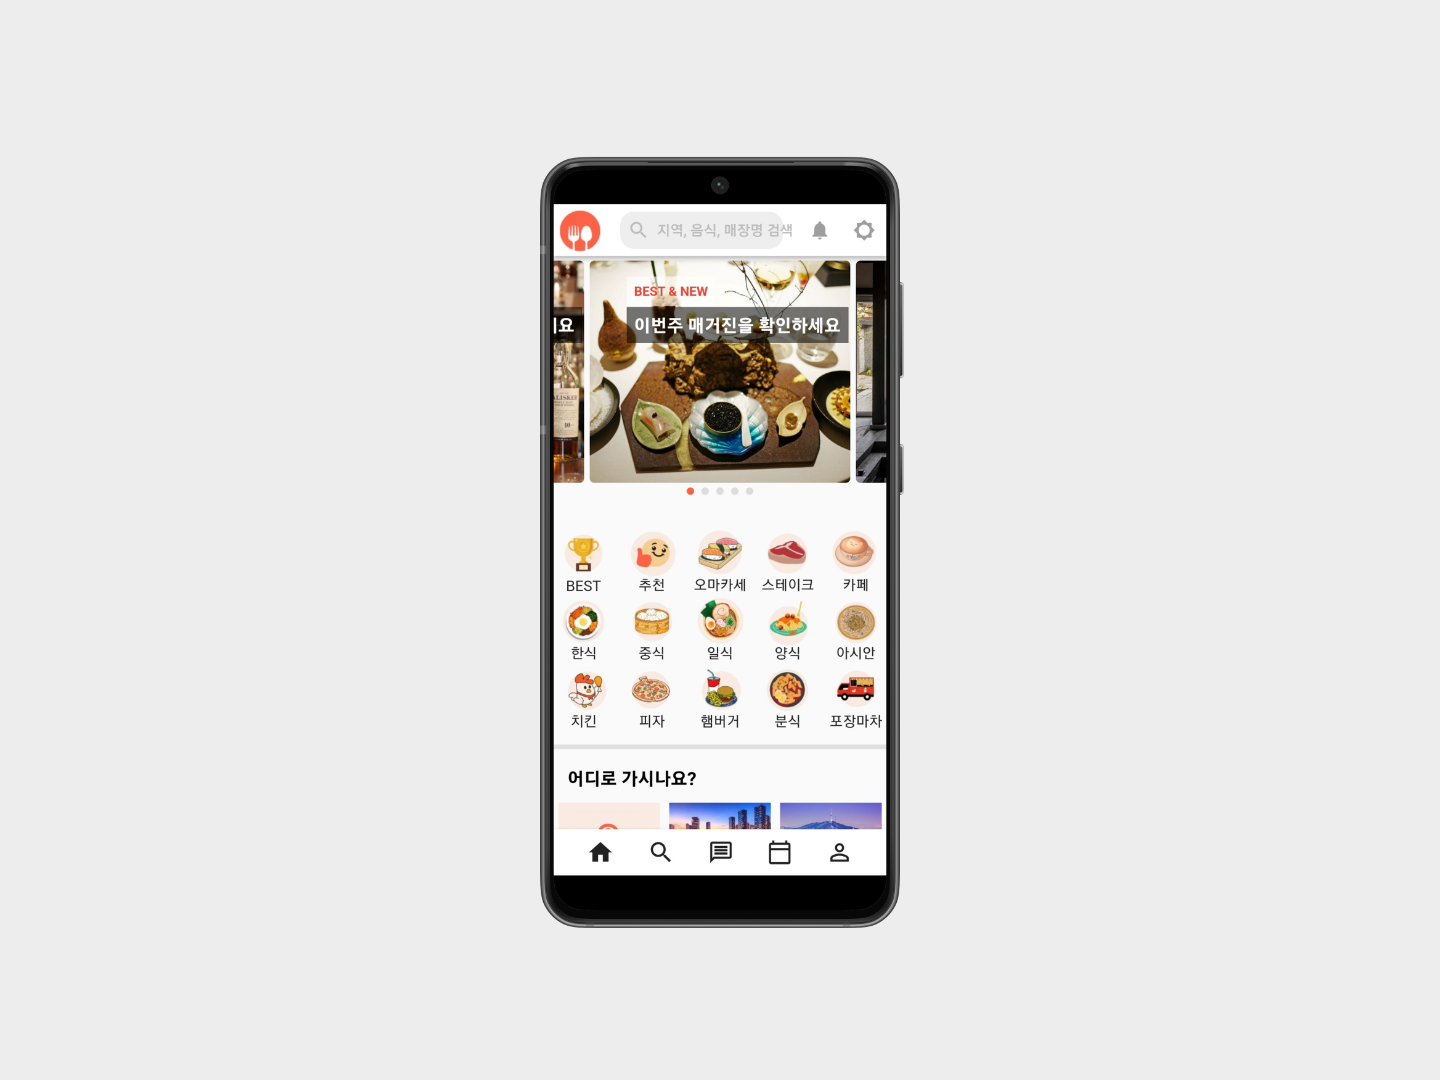 지역, 음식, 매장명 검색
BEST & NEW
이번주 매거진을 확인하세요
요
10
BEST
추천
오마카세
스테이크
카페
한식
중식
일식
양식
아시안
치킨
피자
햄버거
분식
포장마차
어디로 가시나요?